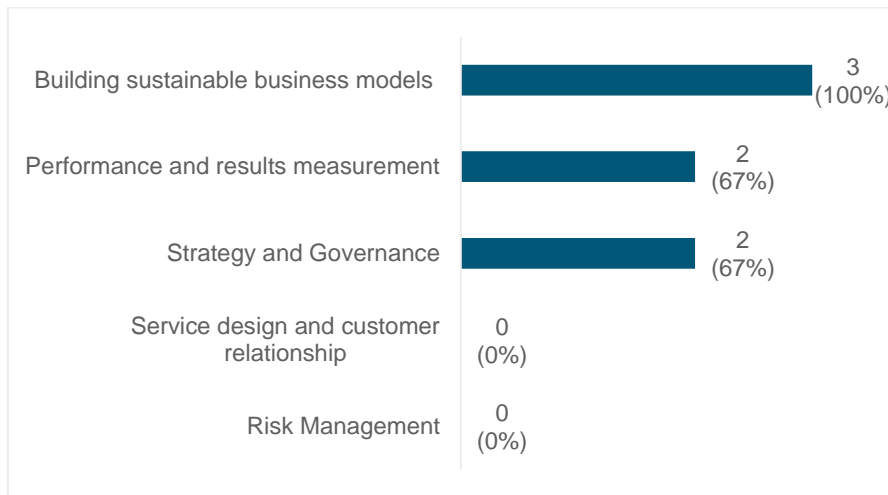 Building sustainable business models
3
(100%)
Performance and results measurement
2
(67%)
Strategy and Governance
2
(67%)
Service design and customer
relationship
0
(0%)
Risk Management
0
(0%)